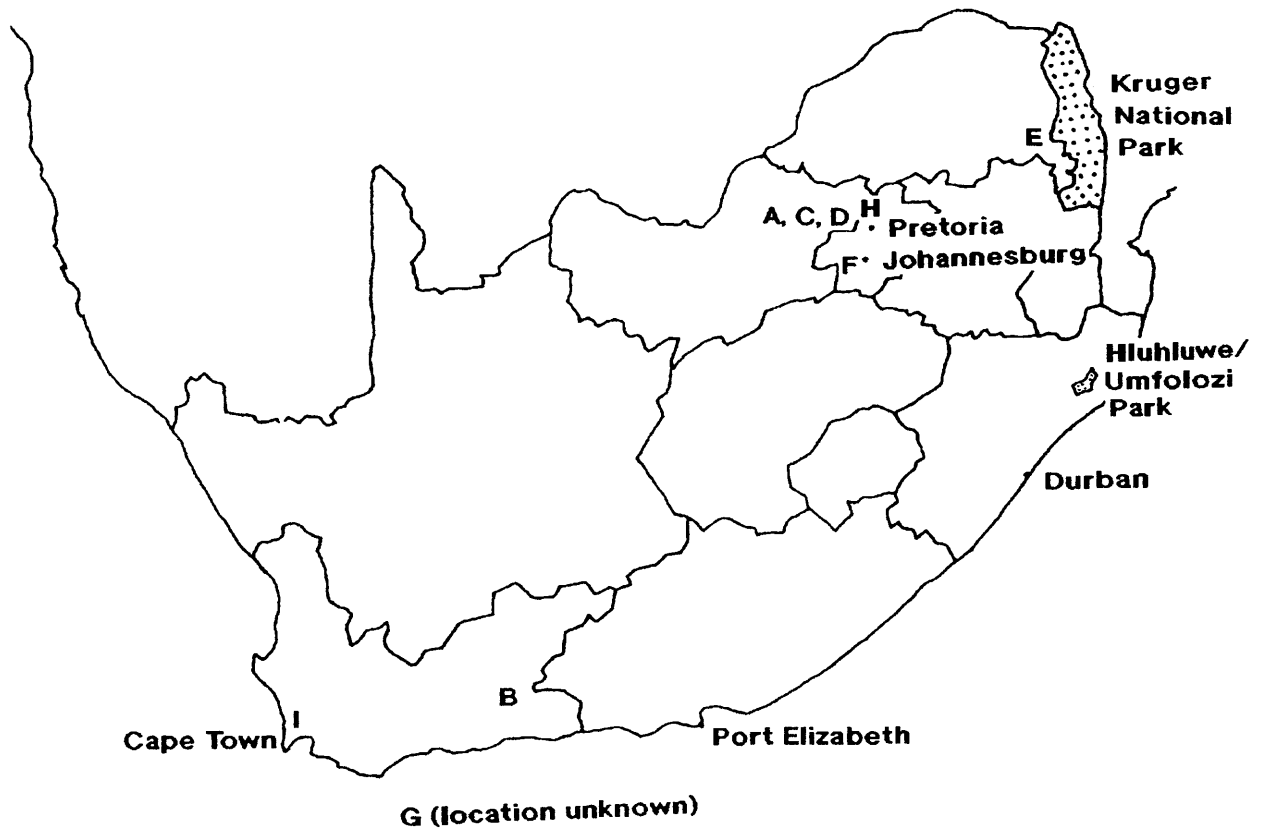 Kruger
National
Park
E
A, C, D,
H
Pretoria
F
Johannesburg
Hluhluwe/
Umfolozi
Park
Durban
B
I
Cape Town
Port Elizabeth
G (location unknown)